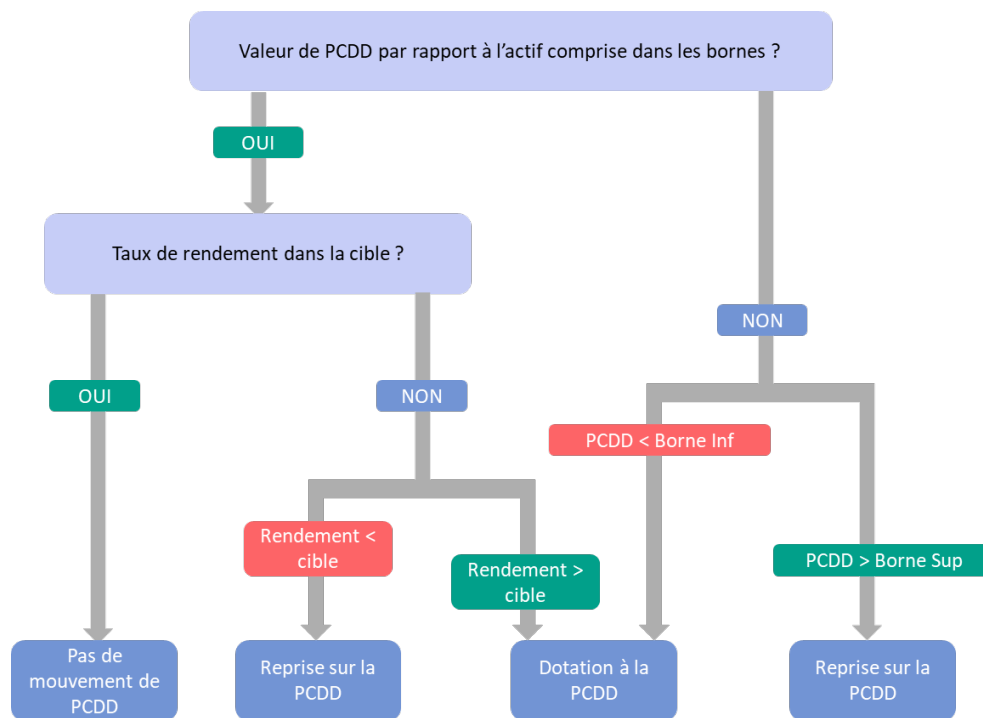 Valeur de PCDD par rapport à l’actif comprise dans les bornes ?
OUI
Taux de rendement dans la cible ?
NON
OUI
NON
PCDD < Borne Inf
Rendement <
cible
PCDD > Borne Sup
Rendement >
cible
Pas de
mouvement de
PCDD
Reprise sur la
PCDD
Dotation à la
PCDD
Reprise sur la
PCDD